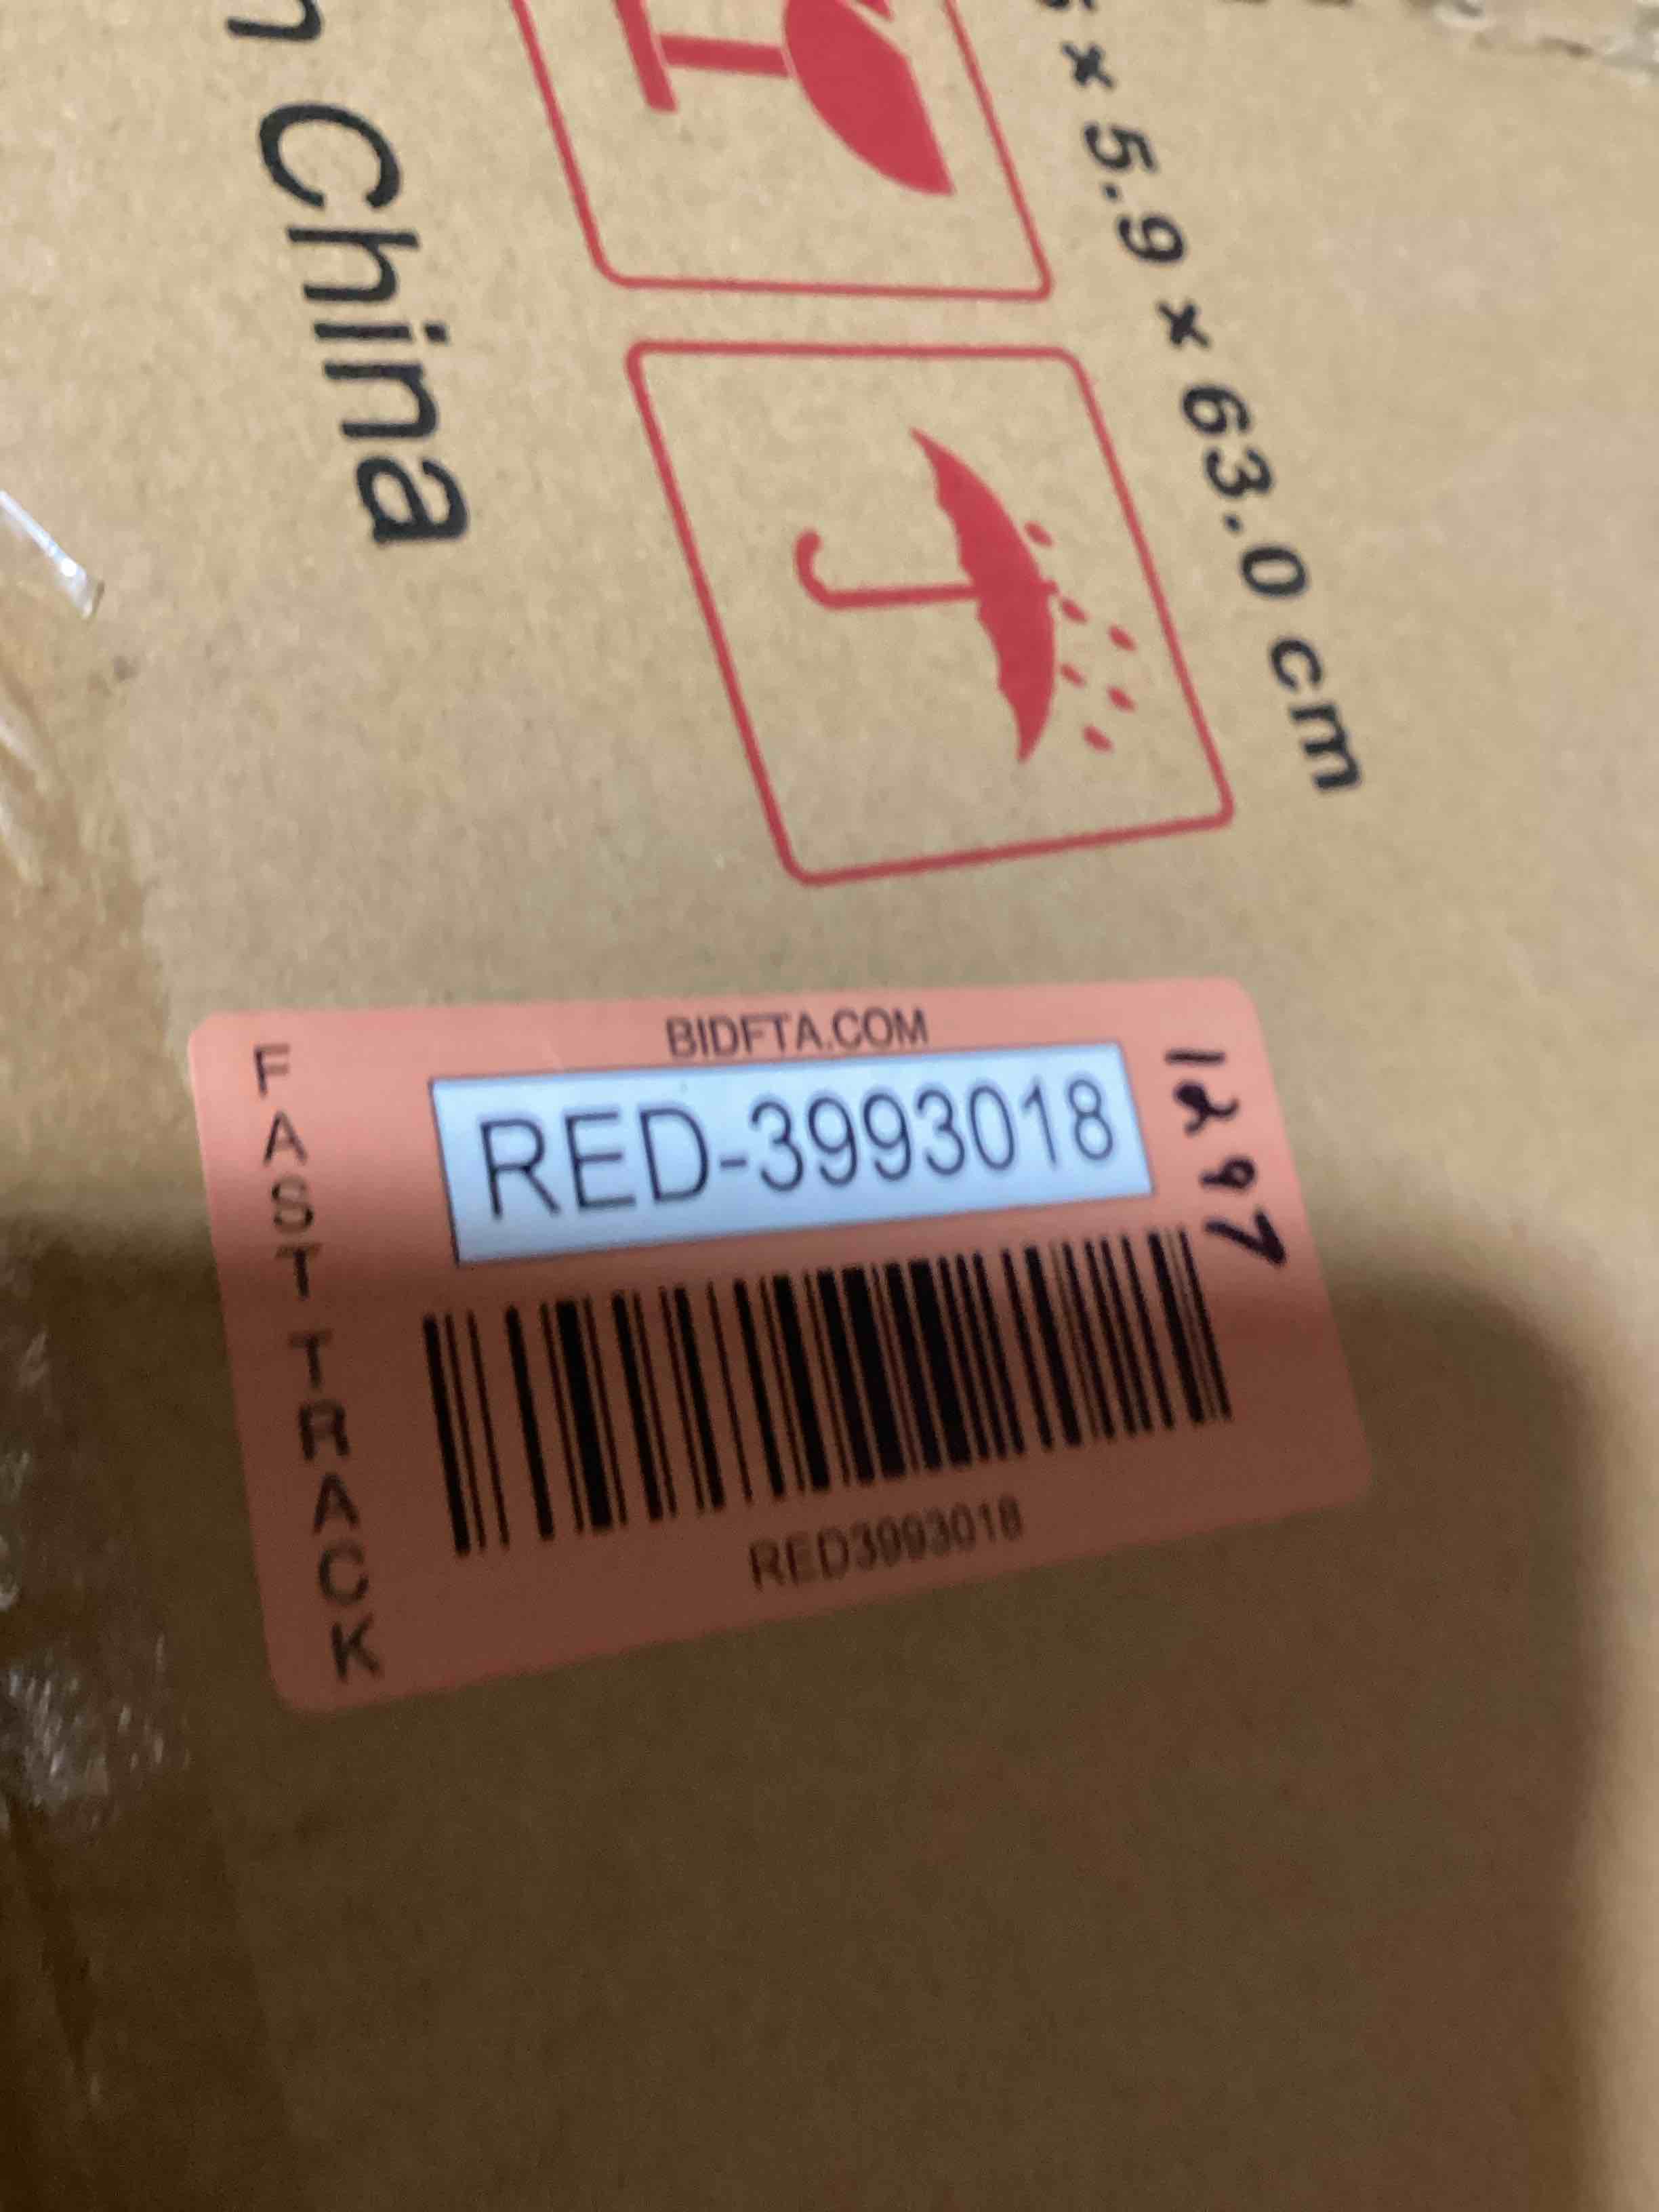 China
x 5.9 x 63.0 cm
BIDFTA.COM
RED-3993018
1297
FAST TRACK
RED3993018